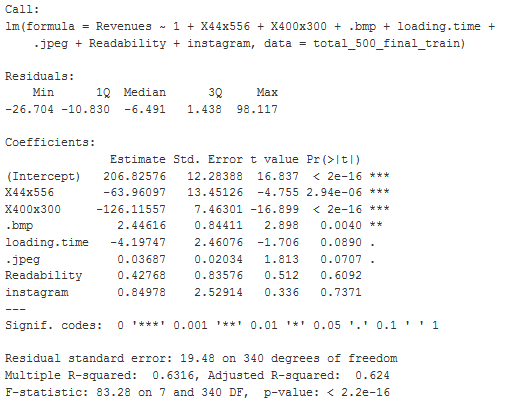 Call:
lm(formula = Revenues ~ 1 + X44x556 + X400x300 + .bmp + loading.time +
    .jpeg + Readability + instagram, data = total_500_final_train)

Residuals:
    Min      1Q  Median      3Q     Max
-26.704 -10.830  -6.491   1.438  98.117

Coefficients:
               Estimate Std. Error t value Pr(>|t|)
(Intercept)   206.82576   12.28388  16.837  < 2e-16 ***
X44x556       -63.96097   13.45126  -4.755 2.94e-06 ***
X400x300     -126.11557    7.46301 -16.899  < 2e-16 ***
.bmp            2.44616    0.84411   2.898   0.0040 **
loading.time   -4.19747    2.46076  -1.706   0.0890 .
.jpeg           0.03687    0.02034   1.813   0.0707 .
Readability     0.42768    0.83576   0.512   0.6092
instagram       0.84978    2.52914   0.336   0.7371
---
Signif. codes:  0 '***' 0.001 '**' 0.01 '*' 0.05 '.' 0.1 ' ' 1

Residual standard error: 19.48 on 340 degrees of freedom
Multiple R-squared:  0.6316, Adjusted R-squared:  0.624
F-statistic: 83.28 on 7 and 340 DF,  p-value: < 2.2e-16